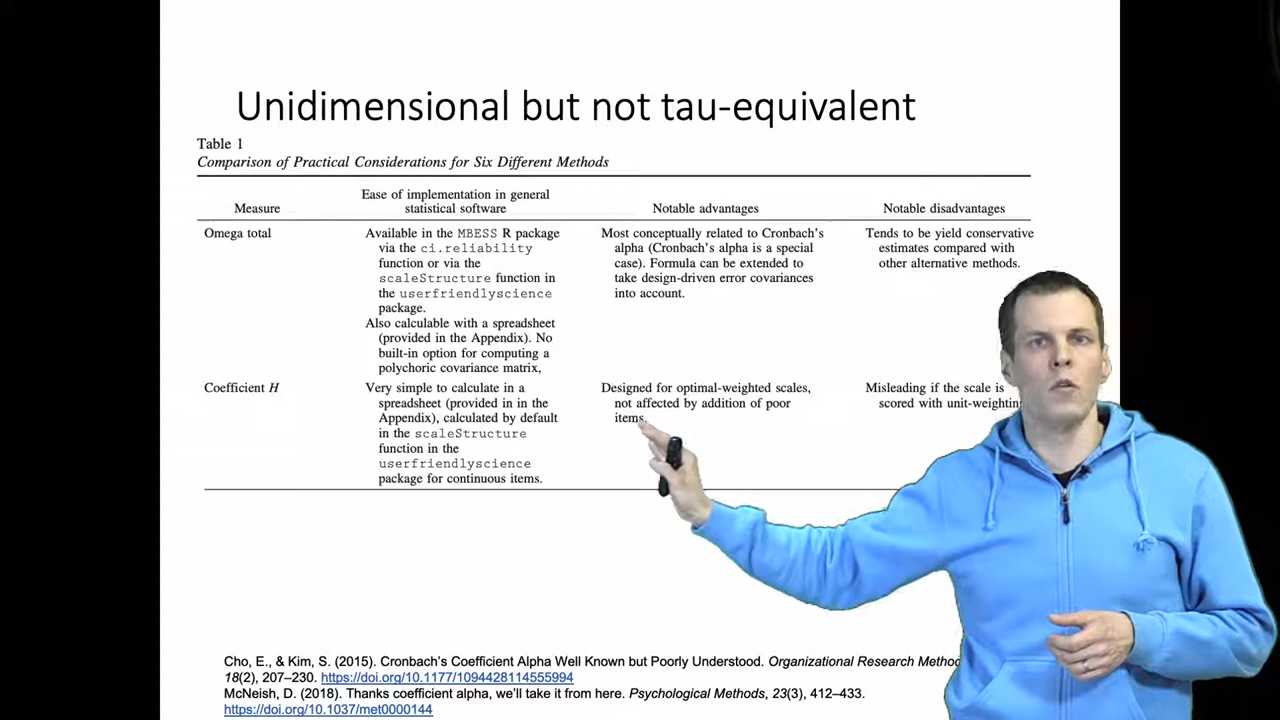 Unidimensional but not tau-equivalent
Table 1
Comparison of Practical Considerations for Six Different Methods
Measure
Ease of implementation in general
statistical software
Notable advantages
Notable disadvantages
Omega total
Available in the MBESS R package
via the ci.reliability
function or via the
scaleStructure function in
the userfriendlyscience
package.
Also calculable with a spreadsheet
(provided in the Appendix). No
built-in option for computing a
polychoric covariance matrix,
Most conceptually related to Cronbach's
alpha (Cronbach's alpha is a special
case). Formula can be extended to
take design-driven error covariances
into account.
Tends to be yield conservative
estimates compared with
other alternative methods.
Coefficient H
Very simple to calculate in a
spreadsheet (provided in in the
Appendix), calculated by default
in the scaleStructure
function in the
userfriendlyscience
package for continuous items.
Designed for optimal-weighted scales,
not affected by addition of poor
items.
Misleading if the scale is
scored with
Cho, E., & Kim, S. (2015). Cronbach's Coefficient Alpha Well Known but Poorly Understood. Organizational Research
18(2), 207–230. https://doi.org/10.1177/1094428114555994
McNeish, D. (2018). Thanks coefficient alpha, we'll take it from here. Psychological Methods, 23(3), 412–433.
https://doi.org/10.1037/met0000144